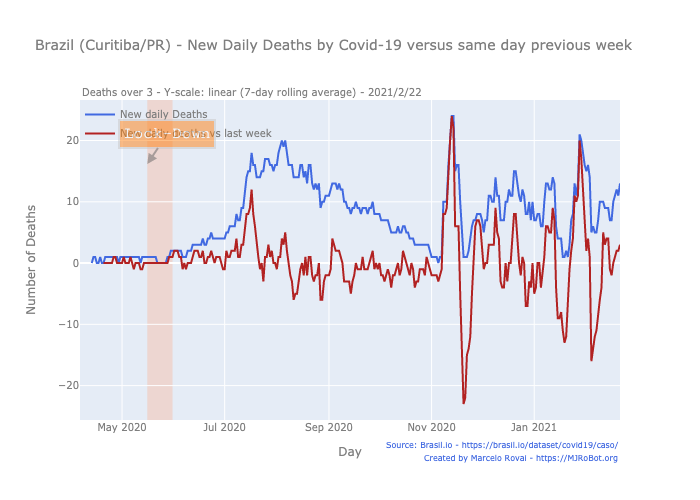 Brazil (Curitiba/PR) - New Daily Deaths by Covid-19 versus same day previous week
Deaths over 3 - Y-scale: linear (7-day rolling average) - 2021/2/22
New daily Deaths
New daily Deaths vs last week
20
10
0
−10
−20
Number of Deaths
May 2020
Jul 2020
Sep 2020
Nov 2020
Jan 2021
Day
Source: Brasil.io - https://brasil.io/dataset/covid19/caso/
Created by Marcelo Rovai - https://MJRoBot.org